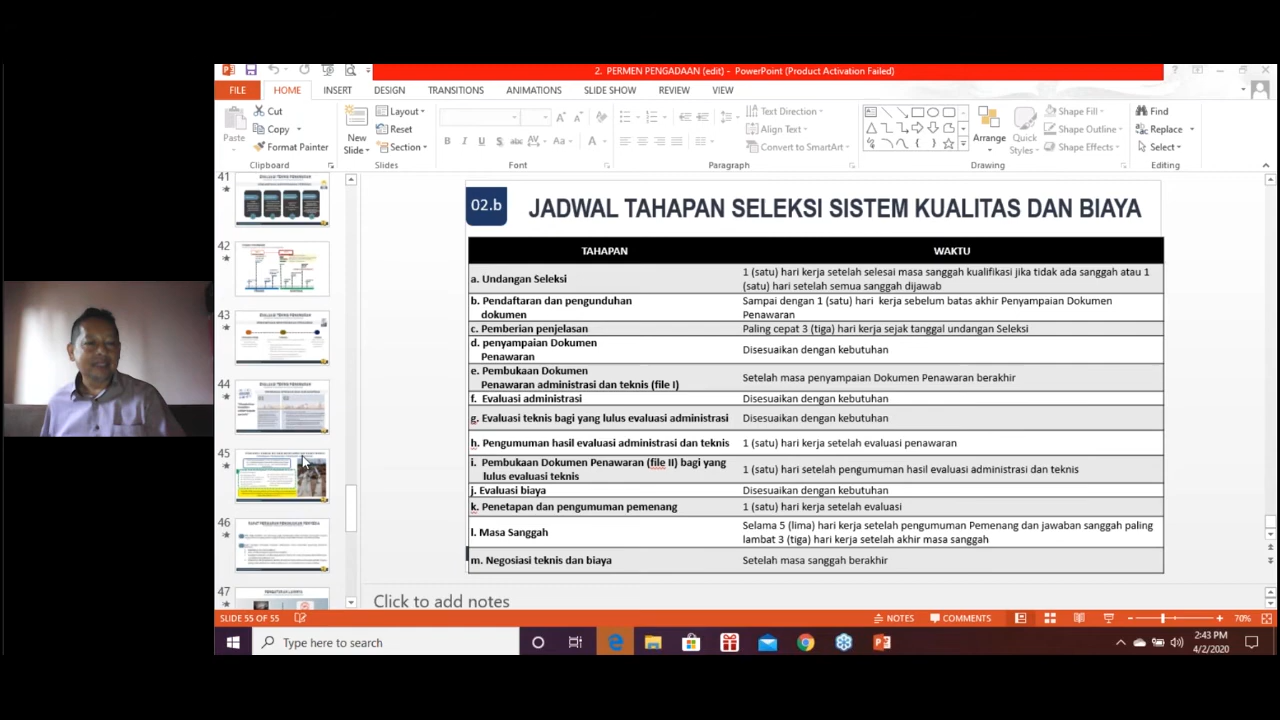 2. PERMEN PENGADAAN (edit) - PowerPoint (Product Activation Failed)
FILE HOME INSERT DESIGN TRANSITIONS ANIMATIONS SLIDE SHOW REVIEW VIEW
Cut
Copy
Format Painter
Paste
Clipboard
New
Slide
Layout
Reset
Section
Slides
Font
Paragraph
Text Direction
Align Text
Convert to SmartArt
Arrange
Quick
Styles
Shape Fill
Shape Outline
Shape Effects
Drawing
Find
Replace
Select
Editing
41
42
43
44
45
46
47
02.b
JADWAL TAHAPAN SELEKSI SISTEM KUALITAS DAN BIAYA
TAHAPAN WAKTU
a. Undangan Seleksi
1 (satu) hari kerja setelah selesai masa sanggah kualifikasi jika tidak ada sanggah atau 1
(satu) hari setelah semua sanggah dijawab
b. Pendaftaran dan pengunduhan
dokumen
Sampai dengan 1 (satu) hari kerja sebelum batas akhir Penyampaian Dokumen
Penawaran
c. Pemberian penjelasan
Paling cepat 3 (tiga) hari kerja sejak tanggal undangan Seleksi
d. penyampaian Dokumen
Penawaran
Disesuaikan dengan kebutuhan
e. Pembukaan Dokumen
Penawaran administrasi dan teknis (file I)
Setelah masa penyampaian Dokumen Penawaran berakhir
f. Evaluasi administrasi
Disesuaikan dengan kebutuhan
g. Evaluasi teknis bagi yang lulus evaluasi admin
Disesuaikan dengan kebutuhan
h. Pengumuman hasil evaluasi administrasi dan teknis
1 (satu) hari kerja setelah evaluasi penawaran
i. Pembukaan Dokumen Penawaran (file II) bagi yang
lulus evaluasi teknis
1 (satu) hari setelah pengumuman hasil evaluasi administrasi dan teknis
j. Evaluasi biaya
Disesuaikan dengan kebutuhan
k. Penetapan dan pengumuman pemenang
1 (satu) hari kerja setelah evaluasi
l. Masa Sanggah
Selama 5 (lima) hari kerja setelah pengumuman Pemenang dan jawaban sanggah paling
lambat 3 (tiga) hari kerja setelah akhir masa sanggah
m. Negosiasi teknis dan biaya
Setelah masa sanggah berakhir
Click to add notes
SLIDE 55 OF 55
NOTES
COMMENTS
70%
Type here to search
2:43 PM
4/2/2020